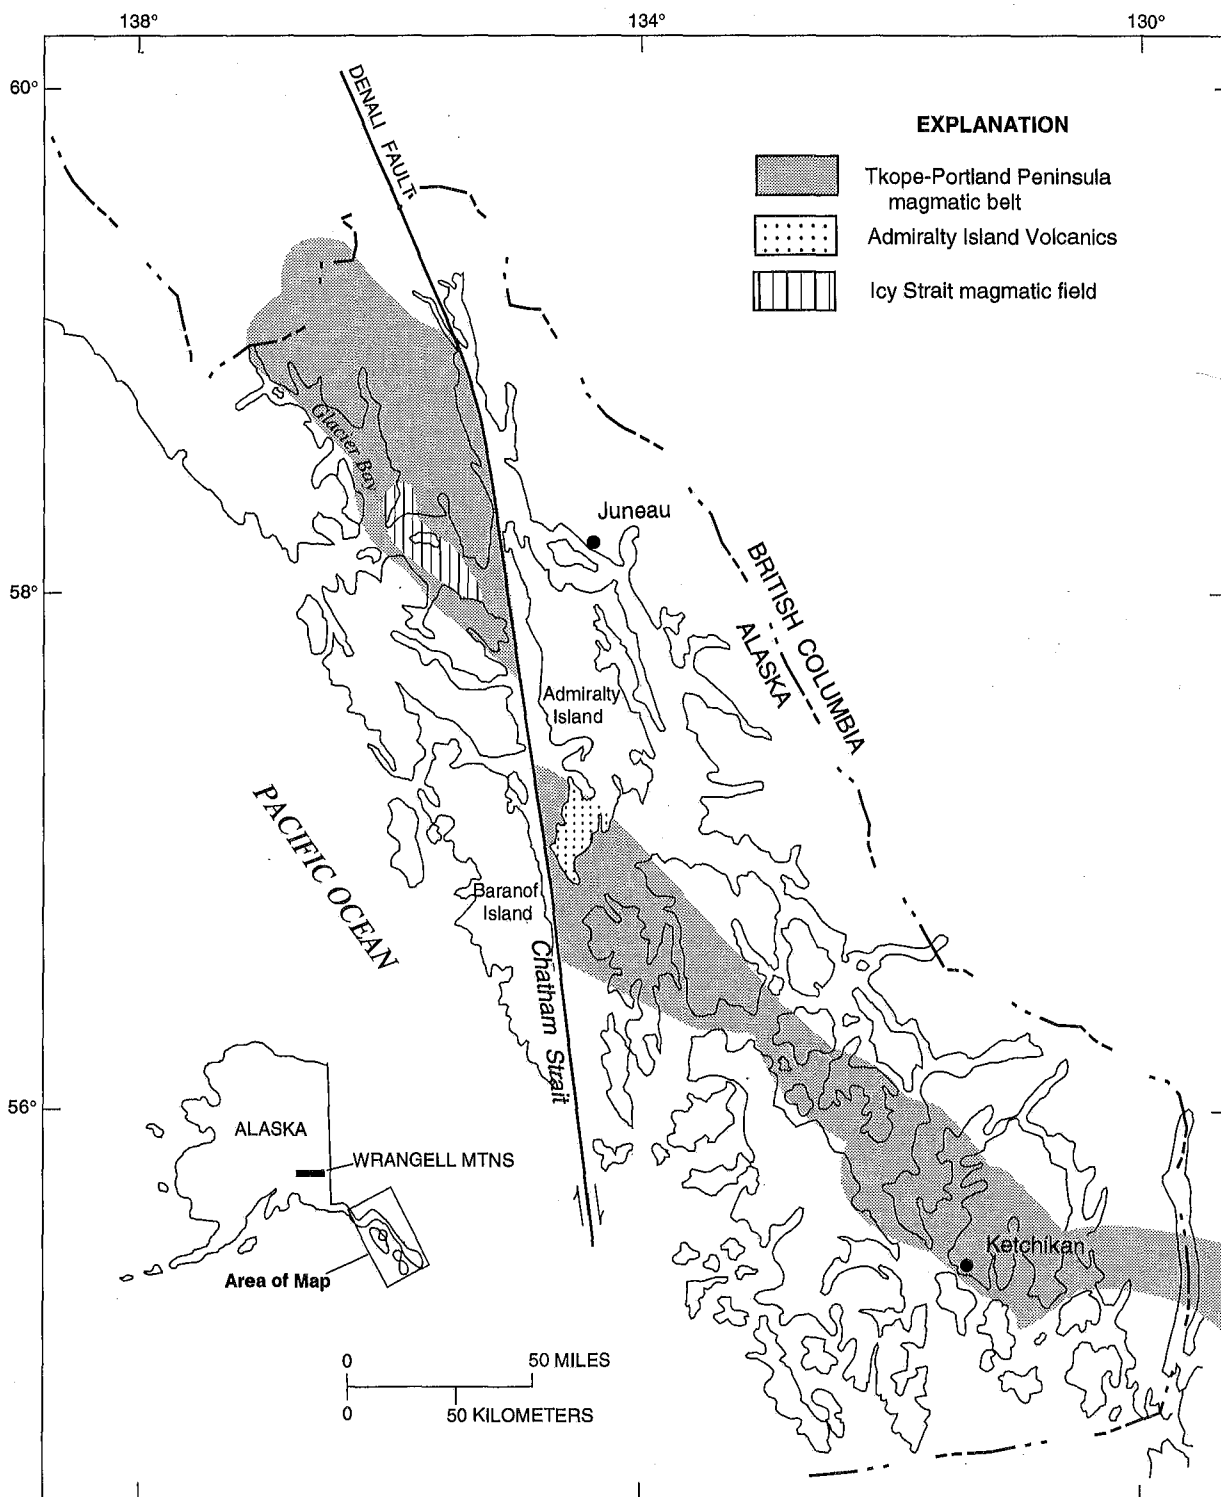 138°
134°
130°
60°
DENALI FAULT
EXPLANATION
Tkope-Portland Peninsula
magmatic belt
Admiralty Island Volcanics
Icy Strait magmatic field
Glacier Bay
Juneau
58°
BRITISH COLUMBIA
ALASKA
Admiralty
Island
PACIFIC OCEAN
Baranof
Island
Chatham Strait
56°
ALASKA
WRANGELL MTNS
Area of Map
Ketchikan
0 50 MILES
0 50 KILOMETERS